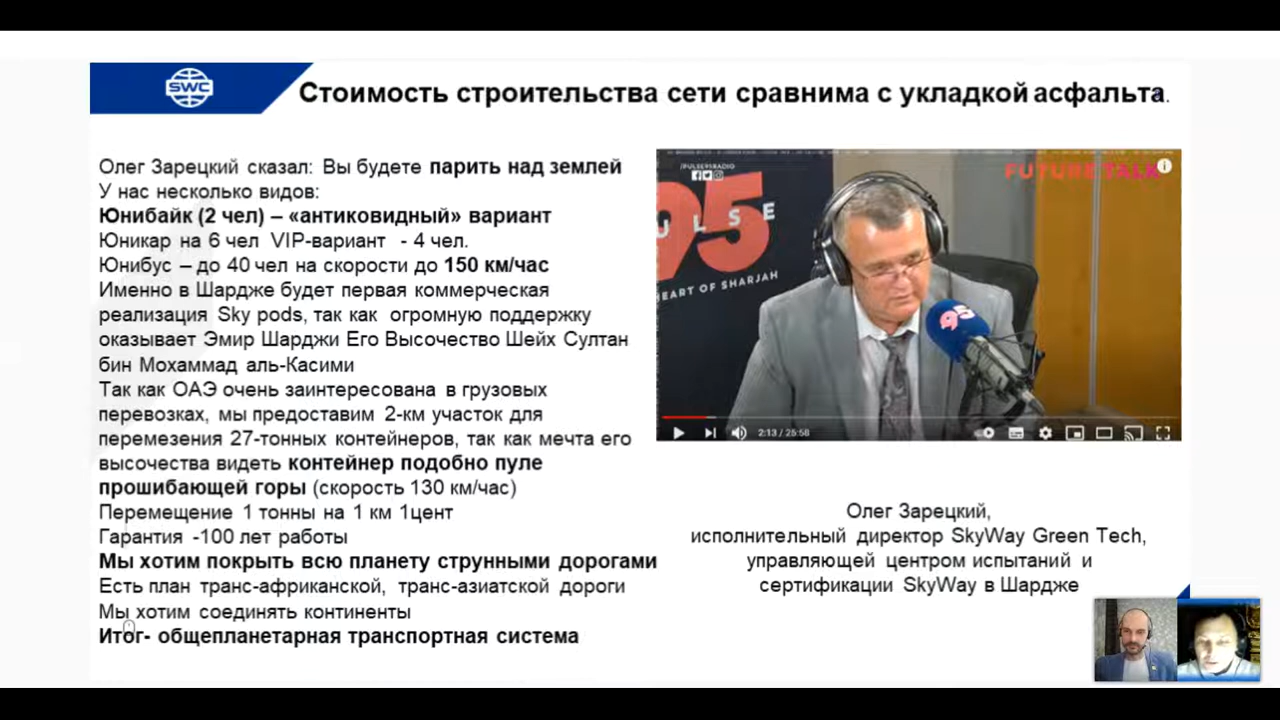 SWC
Стоимость строительства сети сравнима с укладкой асфальта.
Олег Зарецкий сказал: Вы будете парить над землей
У нас несколько видов:
Юнибайк (2 чел) – «антиковидный» вариант
Юникар на 6 чел VIP-вариант - 4 чел.
Юнибус – до 40 чел на скорости до 150 км/час
Именно в Шардже будет первая коммерческая
реализация Sky pods, так как огромную поддержку
оказывает Эмир Шарджи Его Высочество Шейх Султан
бин Мохаммад аль-Касими
Так как ОАЭ очень заинтересована в грузовых
перевозках, мы предоставим 2-км участок для
перемезения 27-тонных контейнеров, так как мечта его
высочества видеть контейнер подобно пуле
прошибающей горы (скорость 130 км/час)
Перемещение 1 тонны на 1 км 1цент
Гарантия -100 лет работы
Мы хотим покрыть всю планету струнными дорогами
Есть план транс-африканской, транс-азиатской дороги
Мы хотим соединять континенты
Итог- общепланетарная транспортная система
/PULSE95RADIO
FUTURE TALK
95
PULSE
HEART OF SHARJAH
95
2:13 / 25:58
Олег Зарецкий,
исполнительный директор SkyWay Green Tech,
управляющей центром испытаний и
сертификации SkyWay в Шардже